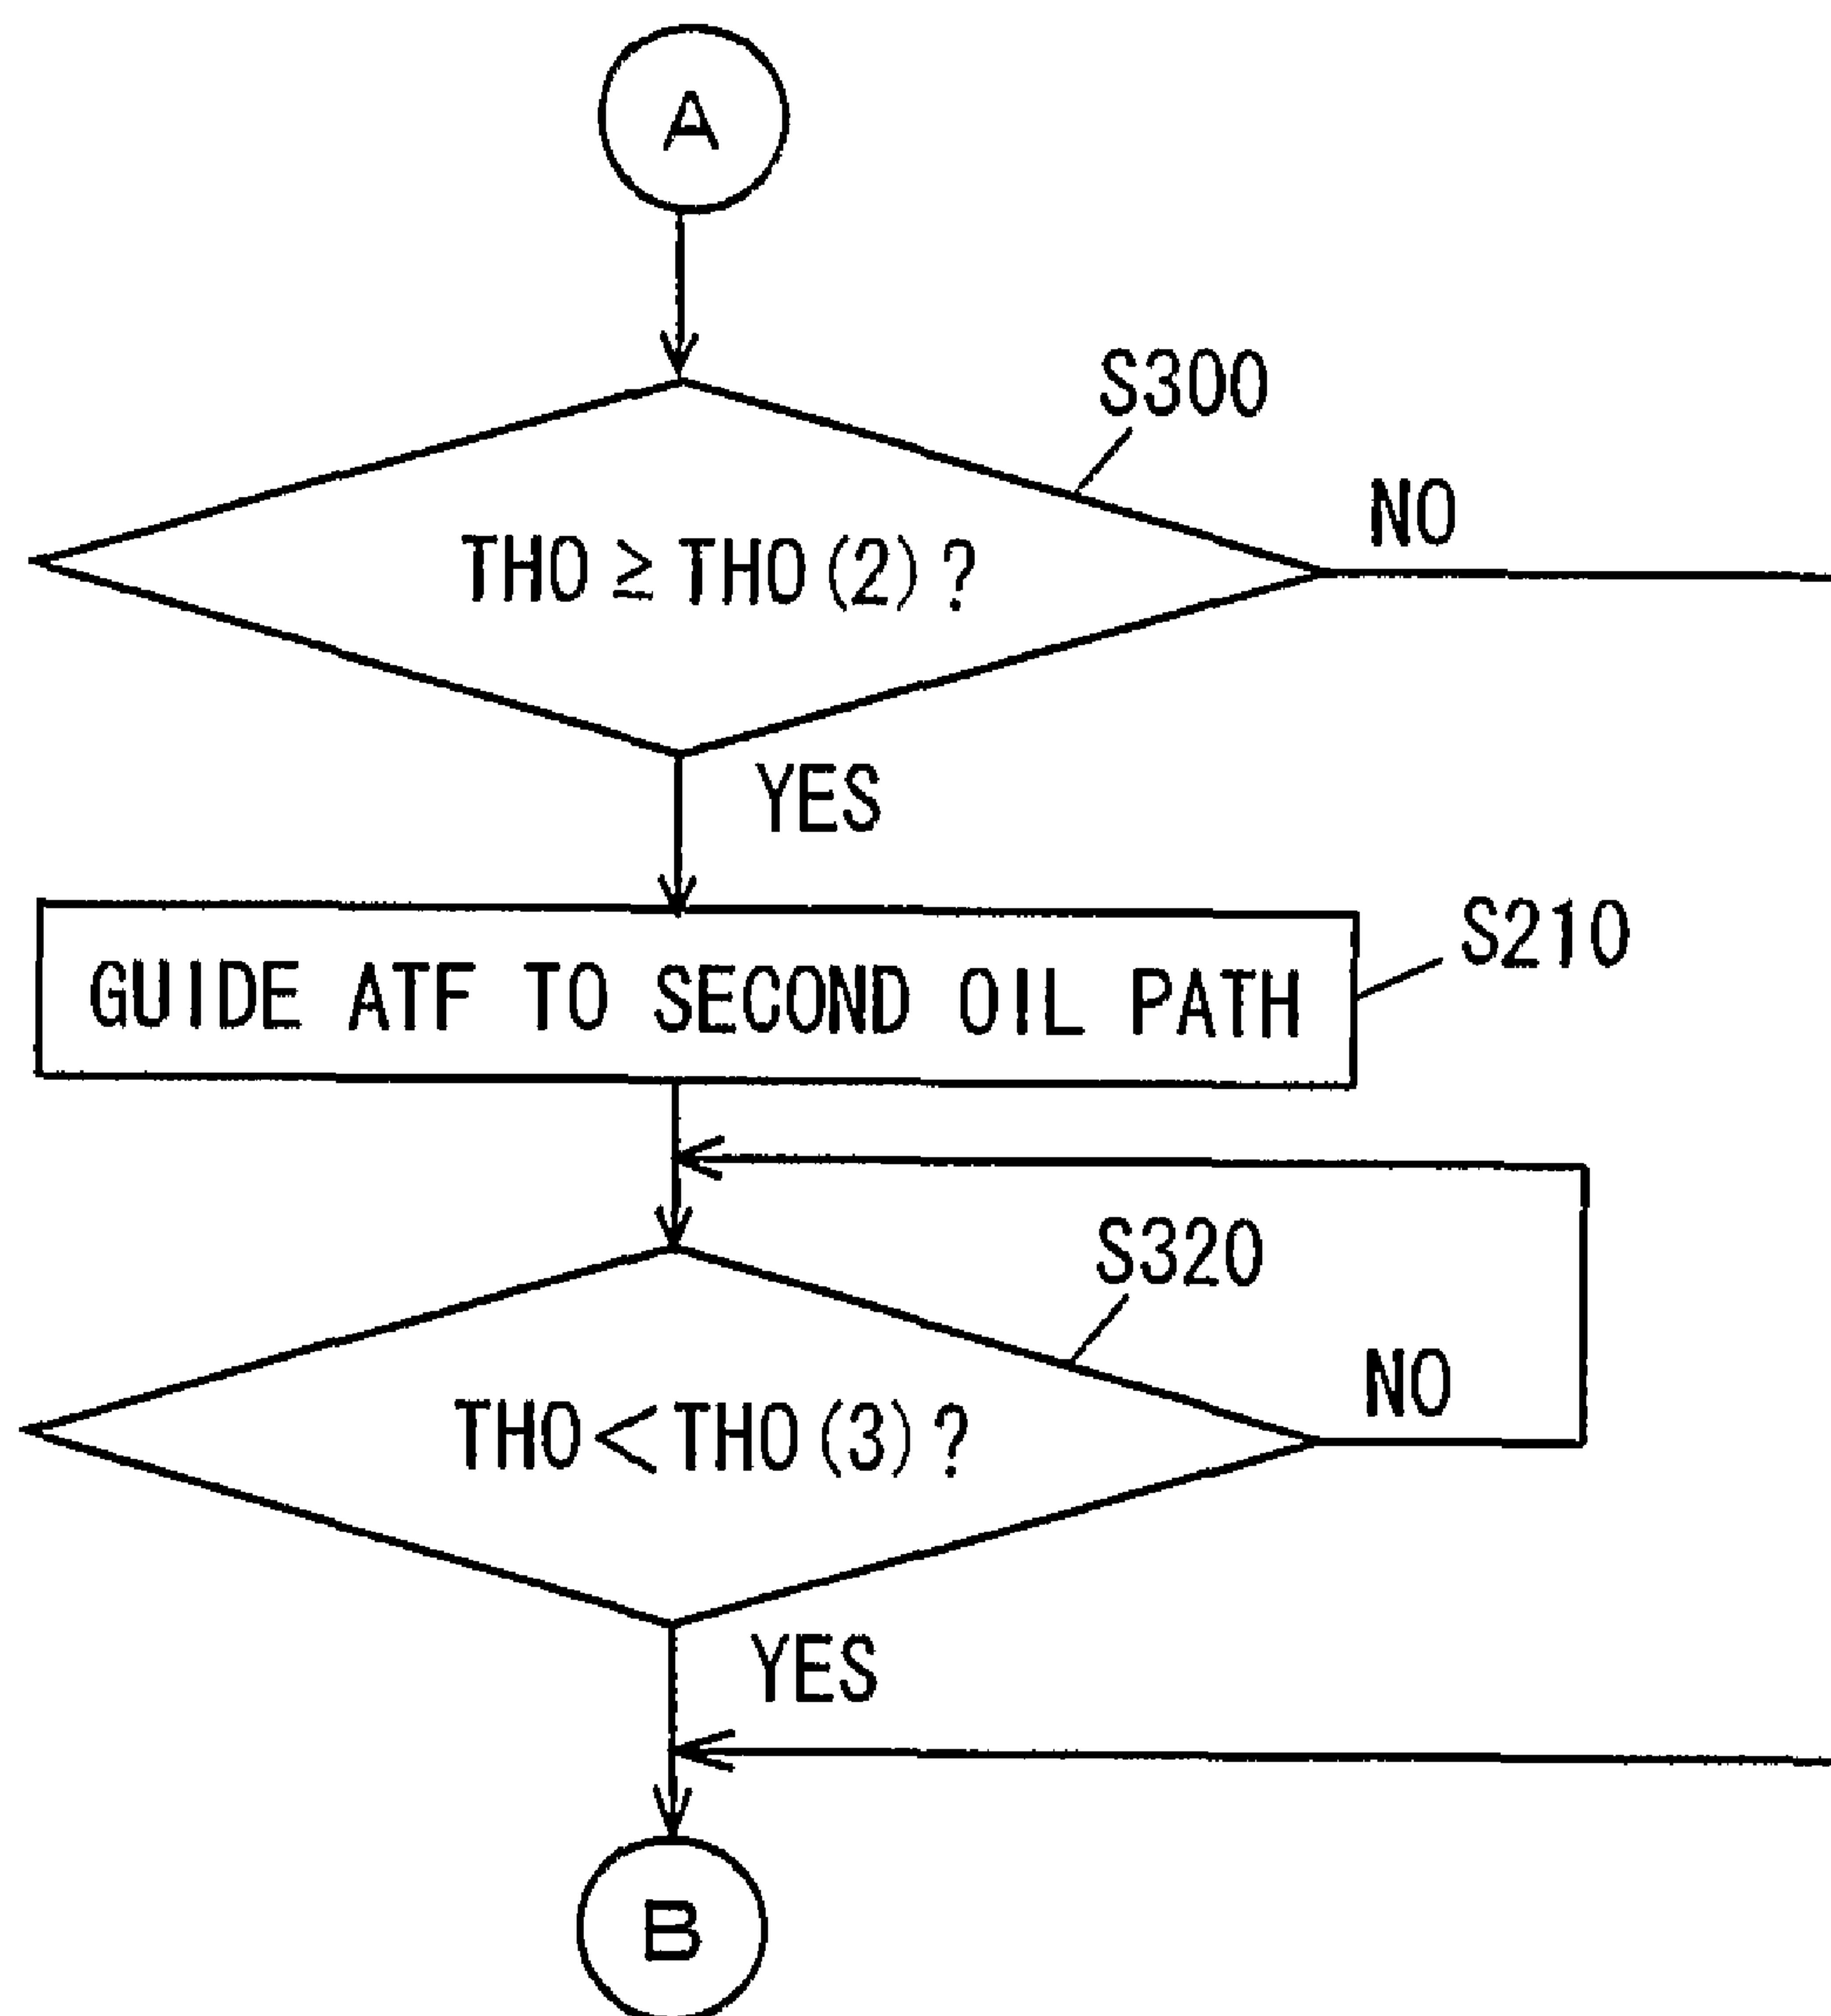 A
S300
THO ≥ THO (2) ?
NO
YES
GUIDE ATF TO SECOND OIL PATH
S210
S320
THO < THO (3) ?
NO
YES
B